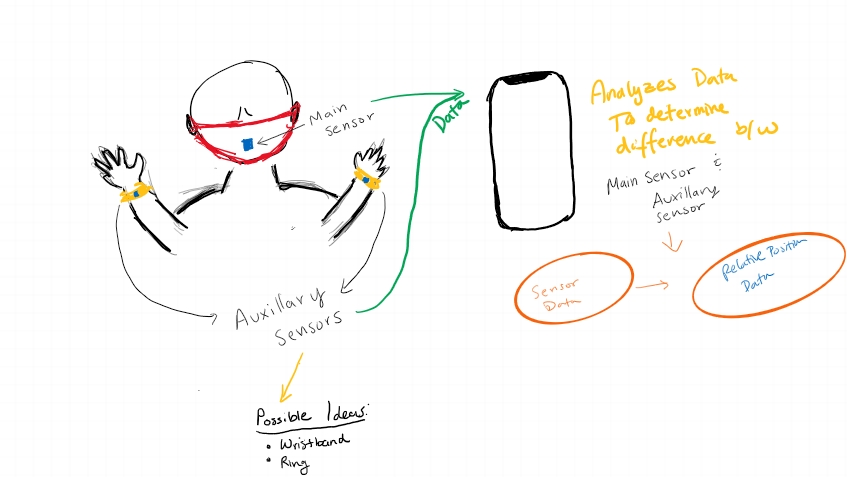 Main
Sensor
Data
Analyzes Data
To determine
difference b/w
Main Sensor &
Auxillary
Sensor
Sensor
Data
Relative Position
Data
Auxillary
Sensors
Possible Ideas:
• Wristband
• Ring